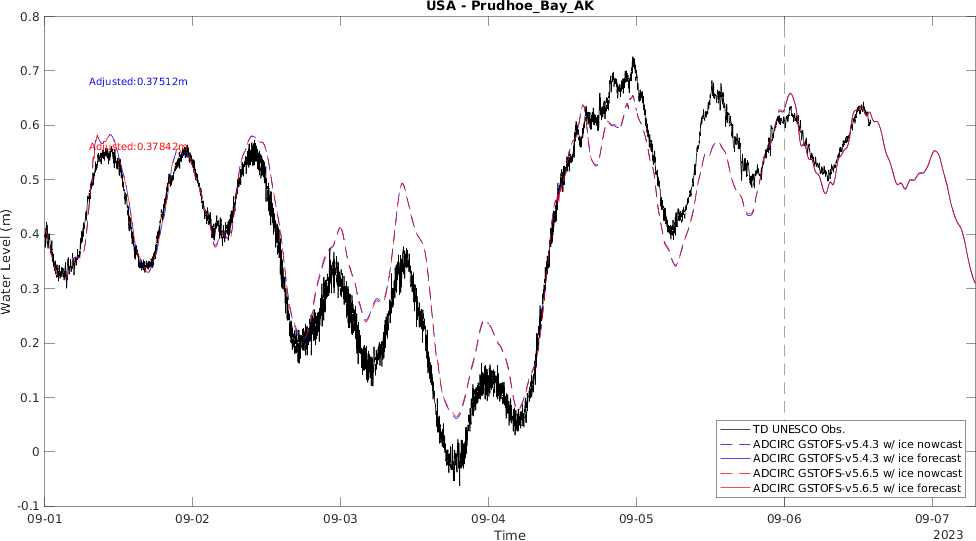 USA - Prudhoe_Bay_AK
0.8
0.7
0.6
0.5
0.4
0.3
0.2
0.1
0
-0.1
Water Level (m)
Adjusted:0.37512m
Adjusted:0.37842m
TD UNESCO Obs.
ADCIRC GSTOFS-v5.4.3 w/ ice nowcast
ADCIRC GSTOFS-v5.4.3 w/ ice forecast
ADCIRC GSTOFS-v5.6.5 w/ ice nowcast
ADCIRC GSTOFS-v5.6.5 w/ ice forecast
09-01 09-02 09-03 09-04 09-05 09-06 09-07
Time
2023